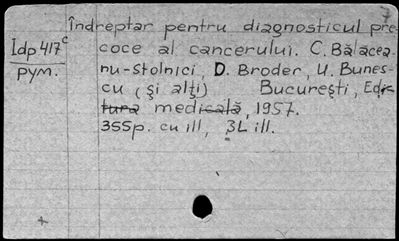 Îndreptar pentru diagnosticul pre
Idp 417c
coce al cancerului. C. Bălăcea-
pym.
nu-Stolnici, D. Broder, U. Bunes-
cu (și alți) București, Edi-
tura medicală, 1957.
355p. cu ill, 3L ill.